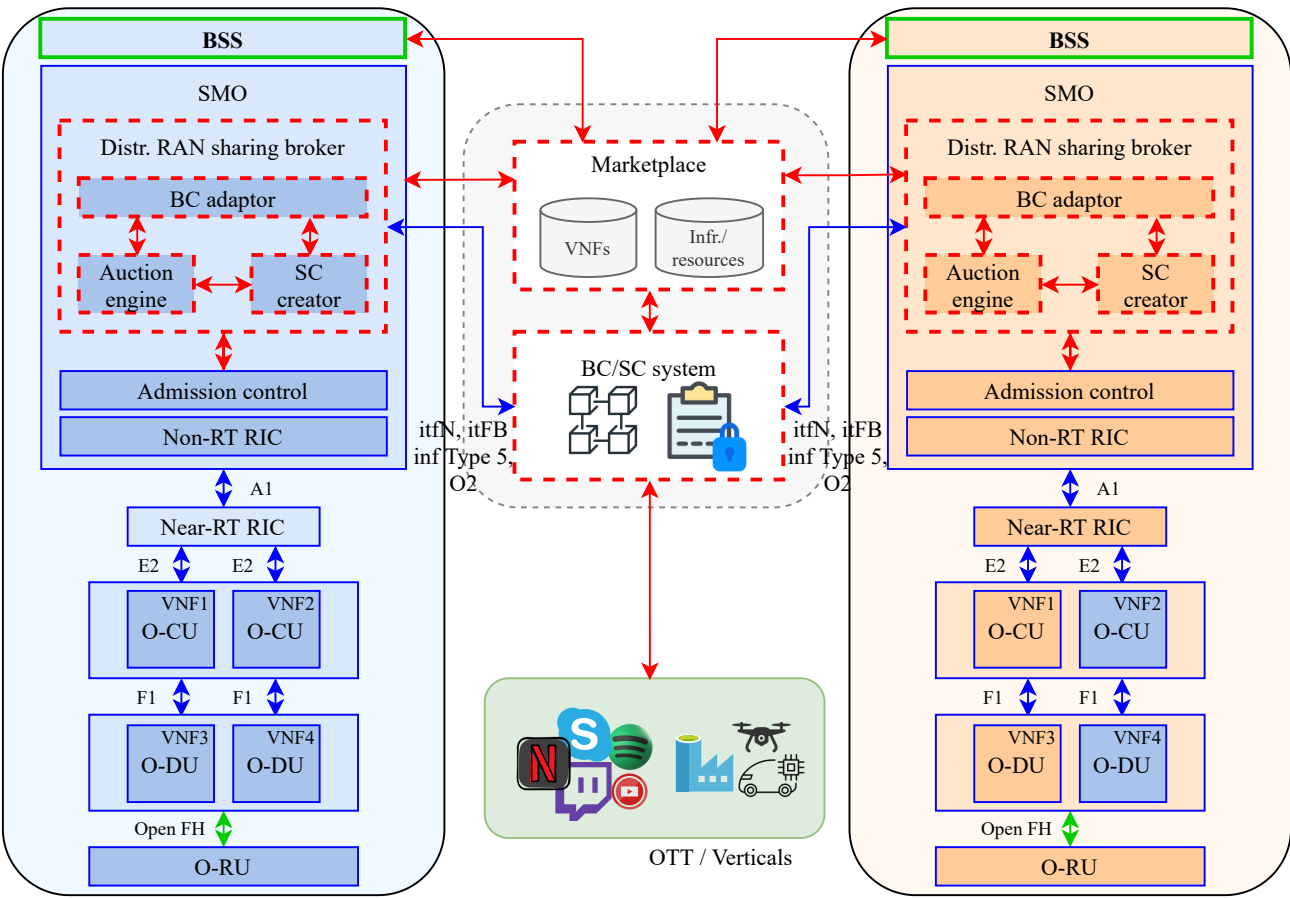 BSS
SMO
Distr. RAN sharing broker
BC adaptor
Auction
engine
SC
creator
Admission control
Non-RT RIC
A1
Near-RT RIC
E2
E2
VNF1
O-CU
VNF2
O-CU
F1
F1
VNF3
O-DU
VNF4
O-DU
Open FH
O-RU
Marketplace
VNFs
Infr./
resources
BC/SC system
itfN, itFB
inf Type 5,
O2
itfN, itFB
inf Type 5,
O2
N
S
OTT / Verticals
BSS
SMO
Distr. RAN sharing broker
BC adaptor
Auction
engine
SC
creator
Admission control
Non-RT RIC
A1
Near-RT RIC
E2
E2
VNF1
O-CU
VNF2
O-CU
F1
F1
VNF3
O-DU
VNF4
O-DU
Open FH
O-RU